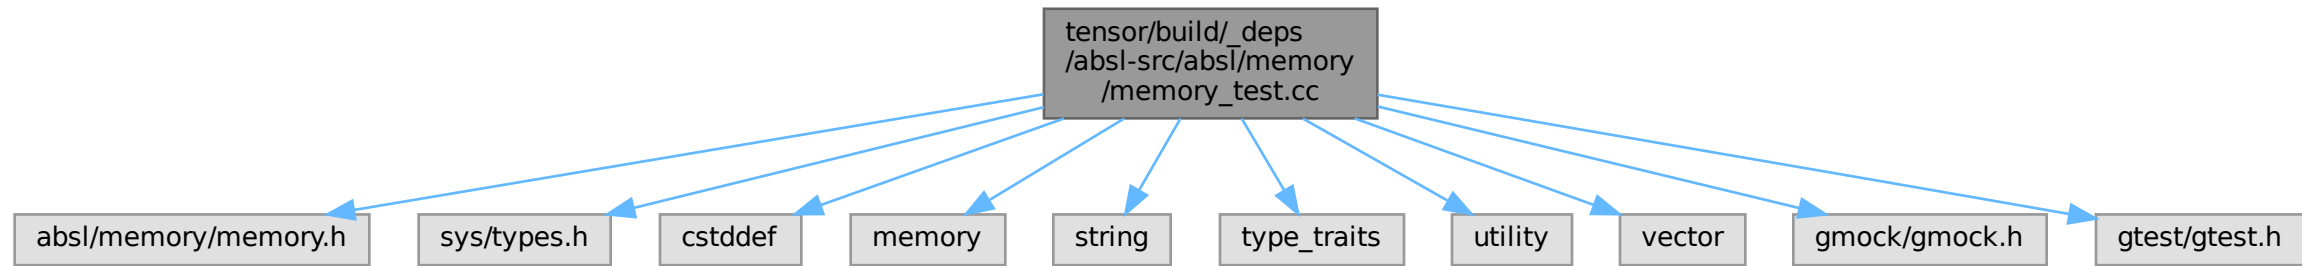 tensor/build/_deps
/absl-src/absl/memory
/memory_test.cc
absl/memory/memory.h
sys/types.h
cstddef
memory
string
type_traits
utility
vector
gmock/gmock.h
gtest/gtest.h